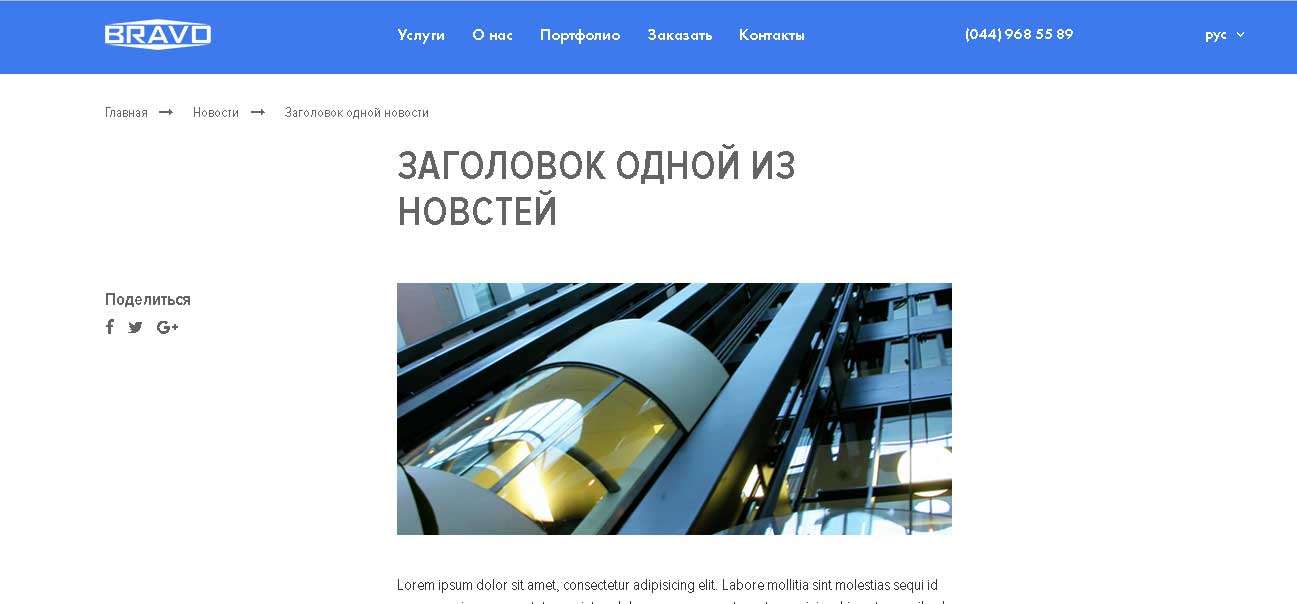 BRAVO
Услуги О нас Портфолио Заказать Контакты (044) 968 55 89 рус
Главная Новости Заголовок одной новости
ЗАГОЛОВОК ОДНОЙ ИЗ
НОВСТЕЙ
Поделиться
Lorem ipsum dolor sit amet, consectetur adipisicing elit. Labore mollitia sint molestias sequi id